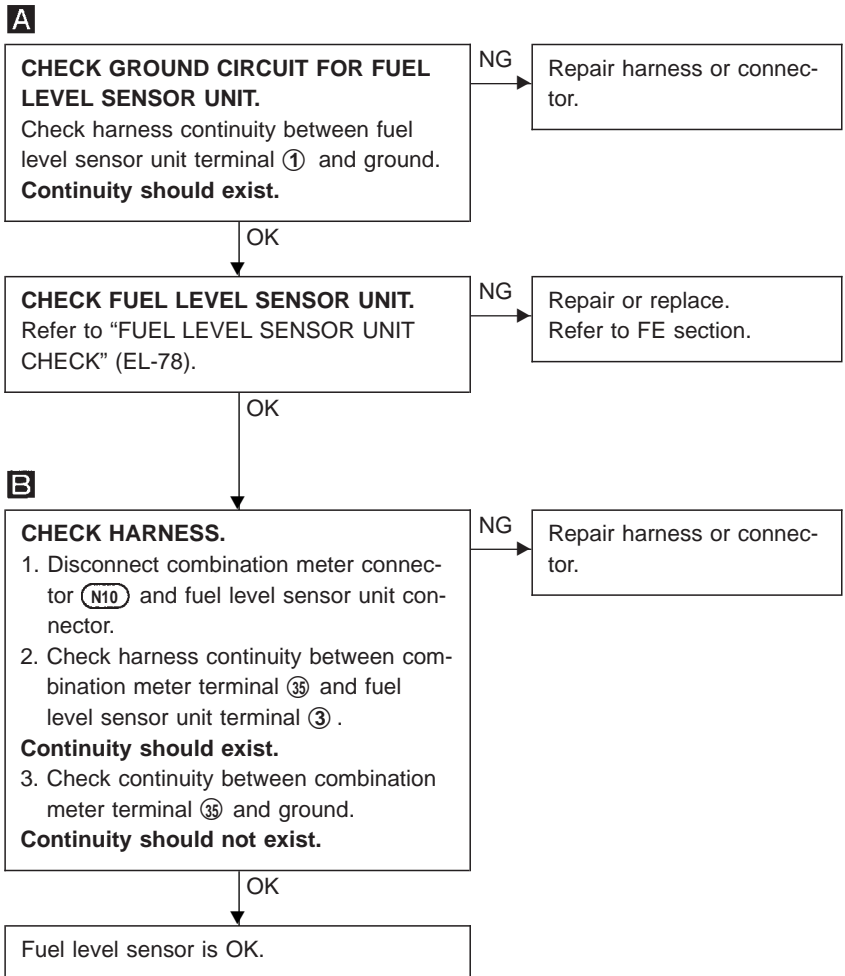 A
CHECK GROUND CIRCUIT FOR FUEL
LEVEL SENSOR UNIT.
Check harness continuity between fuel
level sensor unit terminal ① and ground.
Continuity should exist.
NG
Repair harness or connec-
tor.
OK
CHECK FUEL LEVEL SENSOR UNIT.
Refer to “FUEL LEVEL SENSOR UNIT
CHECK” (EL-78).
NG
Repair or replace.
Refer to FE section.
OK
B
CHECK HARNESS.
1. Disconnect combination meter connec-
tor N10 and fuel level sensor unit con-
nector.
2. Check harness continuity between com-
bination meter terminal ㉟ and fuel
level sensor unit terminal ③ .
Continuity should exist.
3. Check continuity between combination
meter terminal ㉟ and ground.
Continuity should not exist.
NG
Repair harness or connec-
tor.
OK
Fuel level sensor is OK.